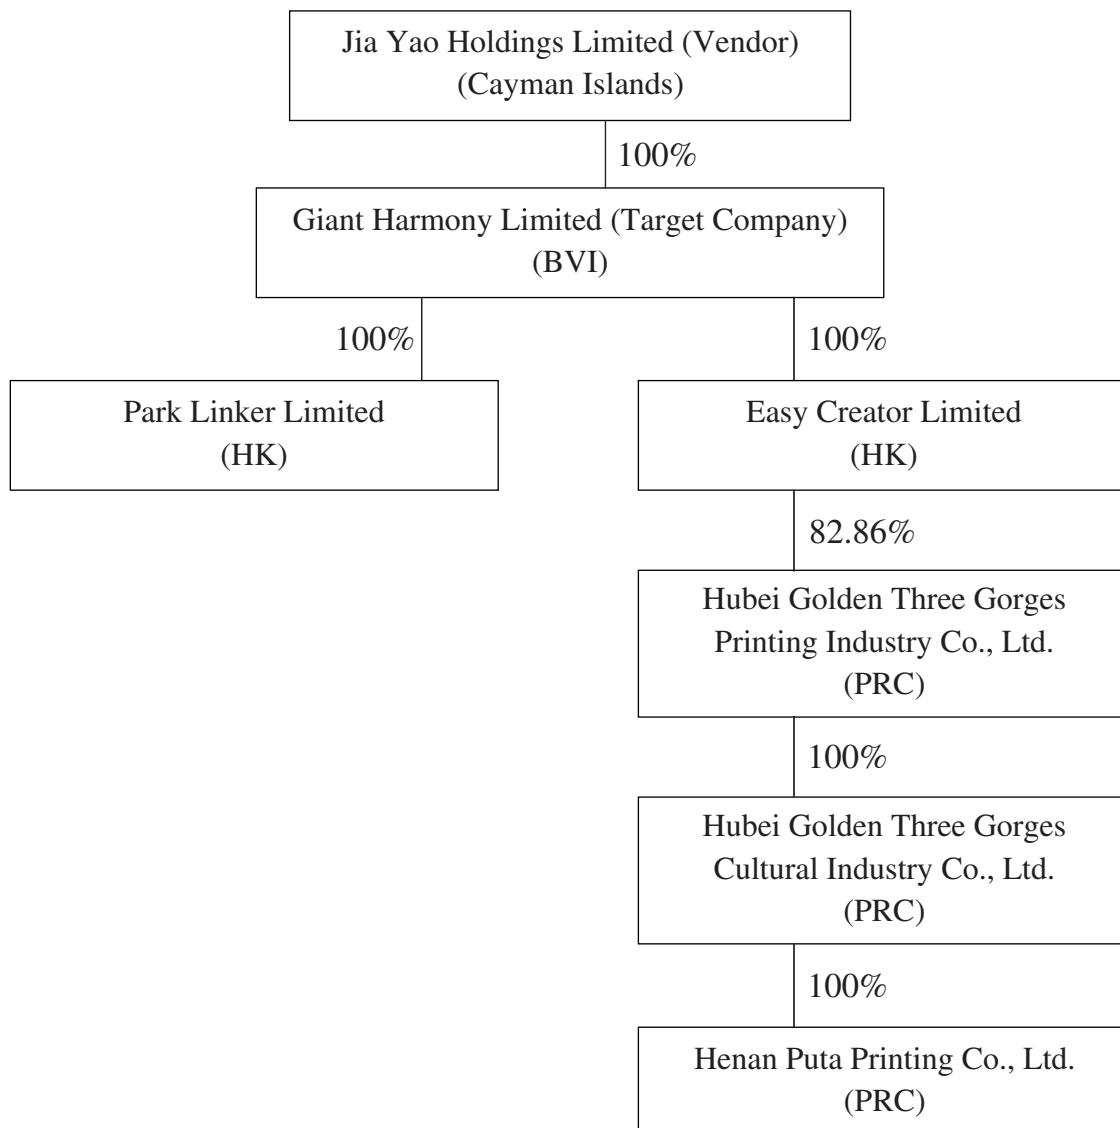 Jia Yao Holdings Limited (Vendor)
(Cayman Islands)
100%
Giant Harmony Limited (Target Company)
(BVI)
100%
100%
Park Linker Limited
(HK)
Easy Creator Limited
(HK)
82.86%
Hubei Golden Three Gorges
Printing Industry Co., Ltd.
(PRC)
100%
Hubei Golden Three Gorges
Cultural Industry Co., Ltd.
(PRC)
100%
Henan Puta Printing Co., Ltd.
(PRC)